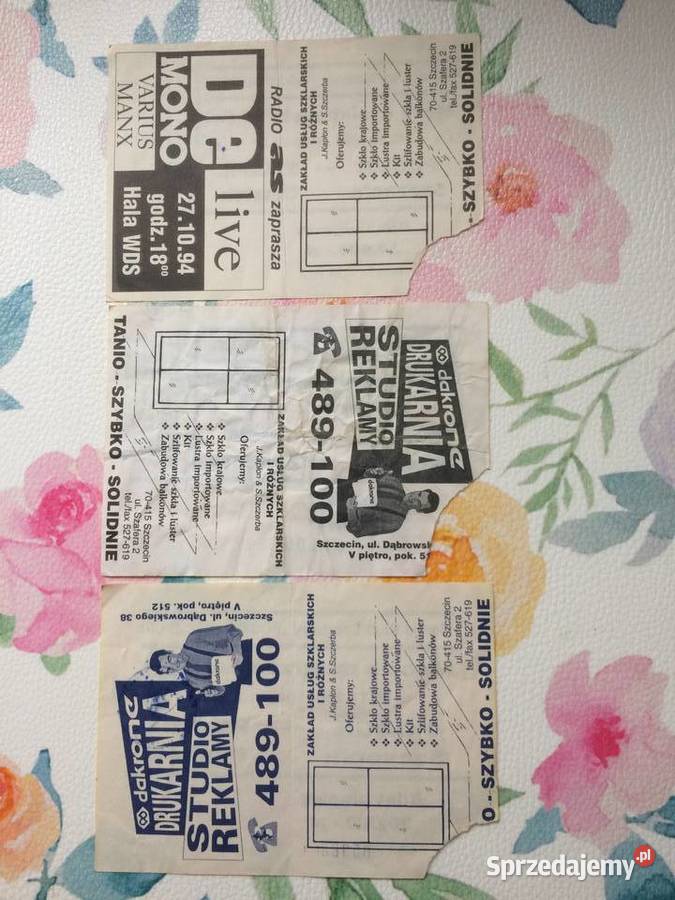 De
MONO
live
VARIUS
MANX
27.10.94
godz.18⁰⁰
Hala WDS
RADIO as zaprasza
ZAKŁAD USŁUG SZKLARSKICH
I RÓŻNYCH
J.Kapłon & S.Szczerba
Oferujemy:
❖ Szkło krajowe
❖ Szkło importowane
❖ Lustra importowane
❖ Kit
❖ Szlifowanie szkła i luster
❖ Zabudowa balkonów
70-415 Szczecin
ul. Szafera 2
tel./fax 527-619
- SZYBKO - SOLIDNIE
dakrone
DRUKARNIA
STUDIO
REKLAMY
☎ 489-100
dakrone
Szczecin, ul. Dąbrowsk
V piętro, pok. 51
ZAKŁAD USŁUG SZKLARSKICH
I RÓŻNYCH
J.Kapłon & S.Szczerba
Oferujemy:
❖ Szkło krajowe
❖ Szkło importowane
❖ Lustra importowane
❖ Kit
❖ Szlifowanie szkła i luster
❖ Zabudowa balkonów
70-415 Szczecin
ul. Szafera 2
tel./fax 527-619
TANIO - SZYBKO - SOLIDNIE
dakrone
DRUKARNIA
STUDIO
REKLAMY
☎ 489-100
dakrone
Szczecin, ul. Dąbrowskiego 38
V piętro, pok. 512
ZAKŁAD USŁUG SZKLARSKICH
I RÓŻNYCH
J.Kapłon & S.Szczerba
Oferujemy:
❖ Szkło krajowe
❖ Szkło importowane
❖ Lustra importowane
❖ Kit
❖ Szlifowanie szkła i luster
❖ Zabudowa balkonów
70-415 Szczecin
ul. Szafera 2
tel./fax 527-619
O - SZYBKO - SOLIDNIE
Sprzedajemy.pl